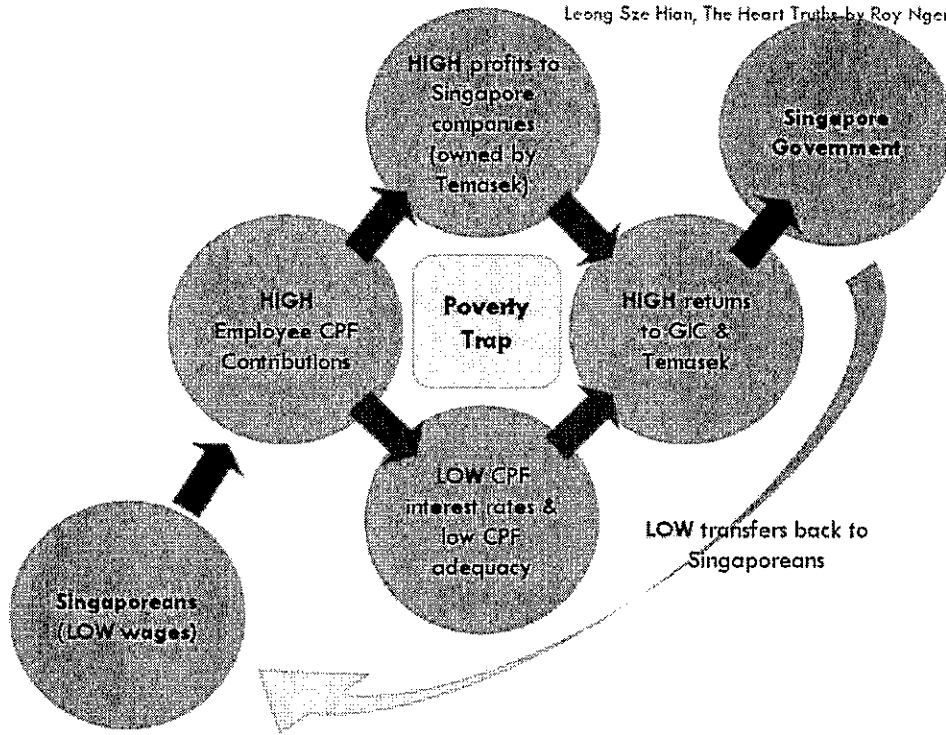 Leong Sze Hian, The Heart Truths by Roy Nger
HIGH profits to
Singapore
companies
(owned by
Temasek)
Singapore
Government
HIGH
Employee CPF
Contributions
Poverty
Trap
HIGH returns
to GIC &
Temasek
LOW CPF
interest rates &
low CPF
adequacy
LOW transfers back to
Singaporeans
Singaporeans
(LOW wages)